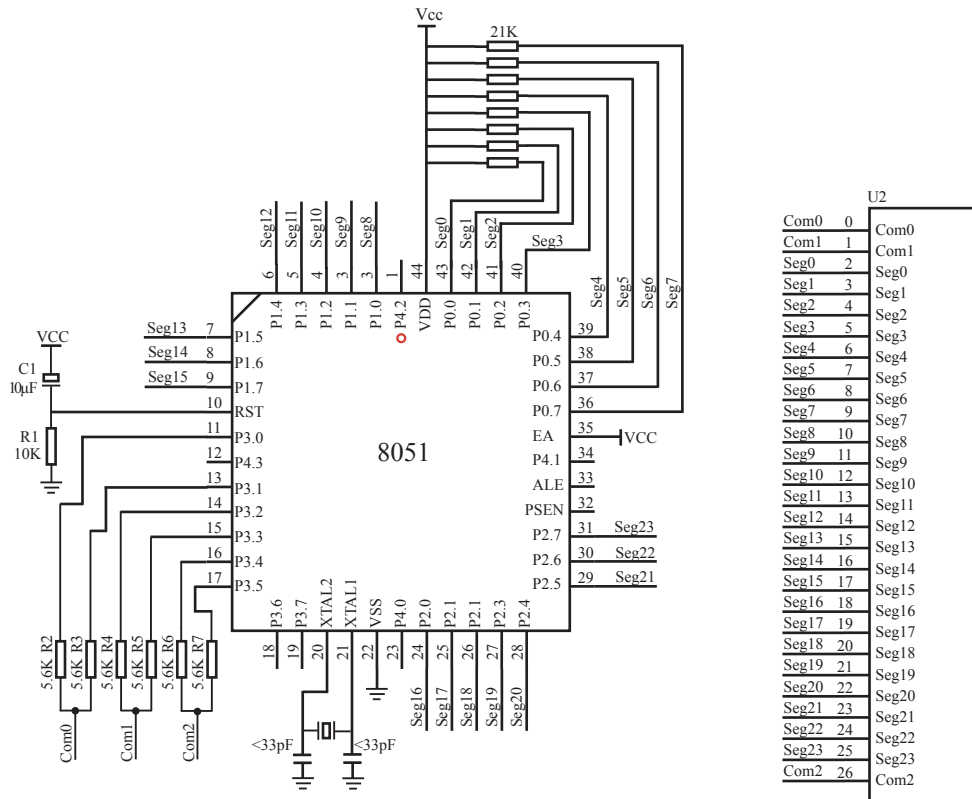 Vcc
21K
Seg12
Seg11
Seg10
Seg9
Seg8
Seg0
Seg1
Seg2
Seg3
Seg4
Seg5
Seg6
Seg7
6
5
4
3
3
1
44
43
42
41
40
P1.4
P1.3
P1.2
P1.1
P1.0
P4.2
VDD
P0.0
P0.1
P0.2
P0.3
Seg13 7 P1.5
Seg14 8 P1.6
Seg15 9 P1.7
10 RST
11 P3.0
12 P4.3
13 P3.1
14 P3.2
15 P3.3
16 P3.4
17 P3.5
VCC
C1
10µF
R1
10K
8051
P0.4 39
P0.5 38
P0.6 37
P0.7 36
EA 35 VCC
P4.1 34
ALE 33
PSEN 32
P2.7 31 Seg23
P2.6 30 Seg22
P2.5 29 Seg21
P3.6
P3.7
XTAL2
XTAL1
VSS
P4.0
P2.0
P2.1
P2.1
P2.3
P2.4
18
19
20
21
22
23
24
25
26
27
28
Seg16
Seg17
Seg18
Seg19
Seg20
5.6K R2
5.6K R3
5.6K R4
5.6K R5
5.6K R6
5.6K R7
Com0
Com1
Com2
<33pF
<33pF
U2
Com0 0 Com0
Com1 1 Com1
Seg0 2 Seg0
Seg1 3 Seg1
Seg2 4 Seg2
Seg3 5 Seg3
Seg4 6 Seg4
Seg5 7 Seg5
Seg6 8 Seg6
Seg7 9 Seg7
Seg8 10 Seg8
Seg9 11 Seg9
Seg10 12 Seg10
Seg11 13 Seg11
Seg12 14 Seg12
Seg13 15 Seg13
Seg14 16 Seg14
Seg15 17 Seg15
Seg16 18 Seg16
Seg17 19 Seg17
Seg18 20 Seg18
Seg19 21 Seg19
Seg20 22 Seg20
Seg21 23 Seg21
Seg22 24 Seg22
Seg23 25 Seg23
Com2 26 Com2